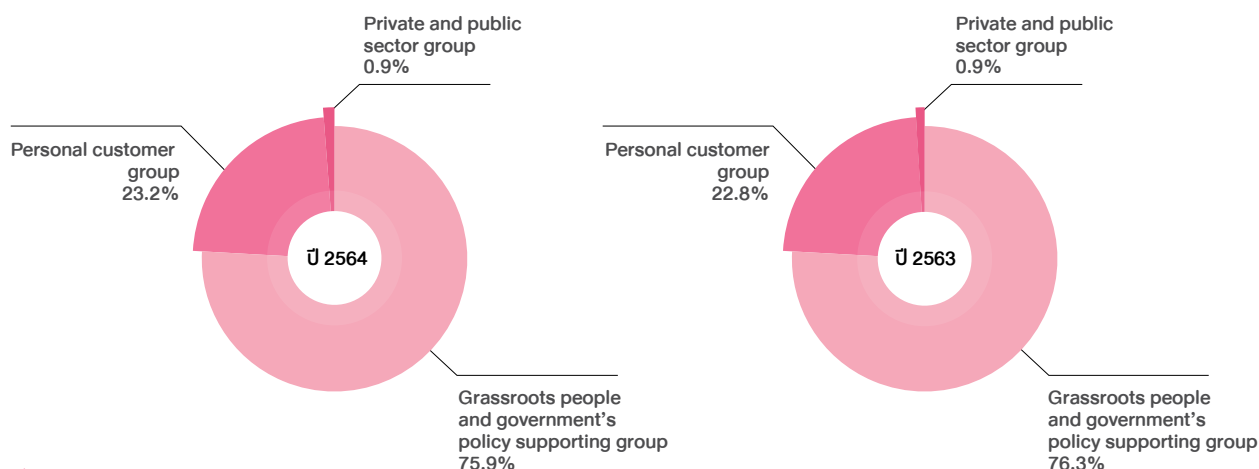 Private and public
sector group
0.9%
Personal customer
group
23.2%
ปี 2564
Grassroots people
and government’s
policy supporting group
75.9%
Private and public
sector group
0.9%
Personal customer
group
22.8%
ปี 2563
Grassroots people
and government’s
policy supporting group
76.3%